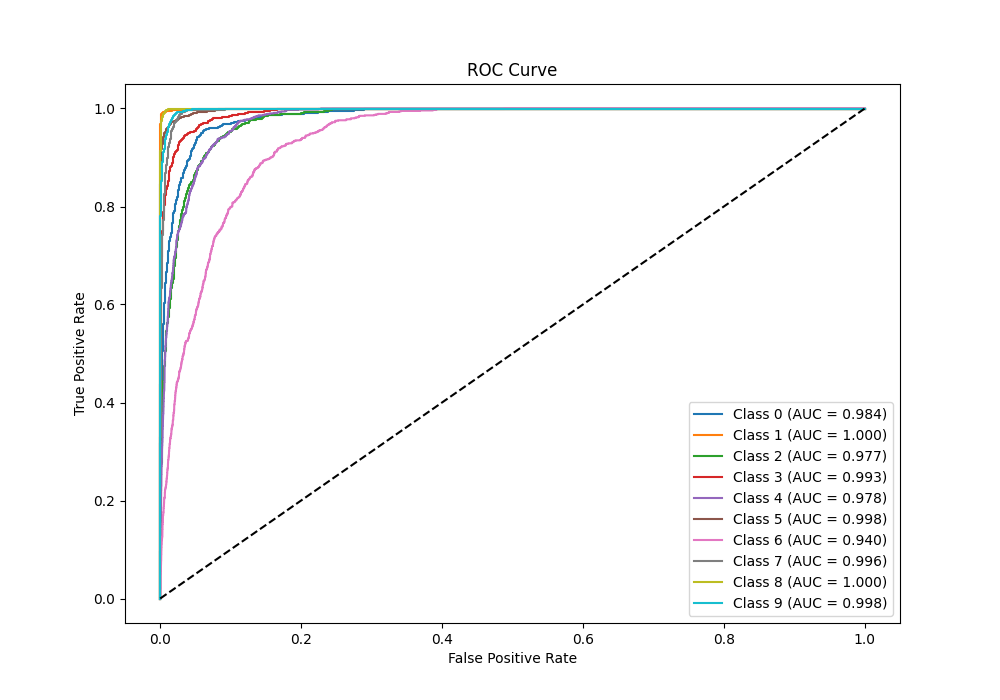 ROC Curve
True Positive Rate
1.0
0.8
0.6
0.4
0.2
0.0
0.0 0.2 0.4 0.6 0.8 1.0
False Positive Rate
Class 0 (AUC = 0.984)
Class 1 (AUC = 1.000)
Class 2 (AUC = 0.977)
Class 3 (AUC = 0.993)
Class 4 (AUC = 0.978)
Class 5 (AUC = 0.998)
Class 6 (AUC = 0.940)
Class 7 (AUC = 0.996)
Class 8 (AUC = 1.000)
Class 9 (AUC = 0.998)